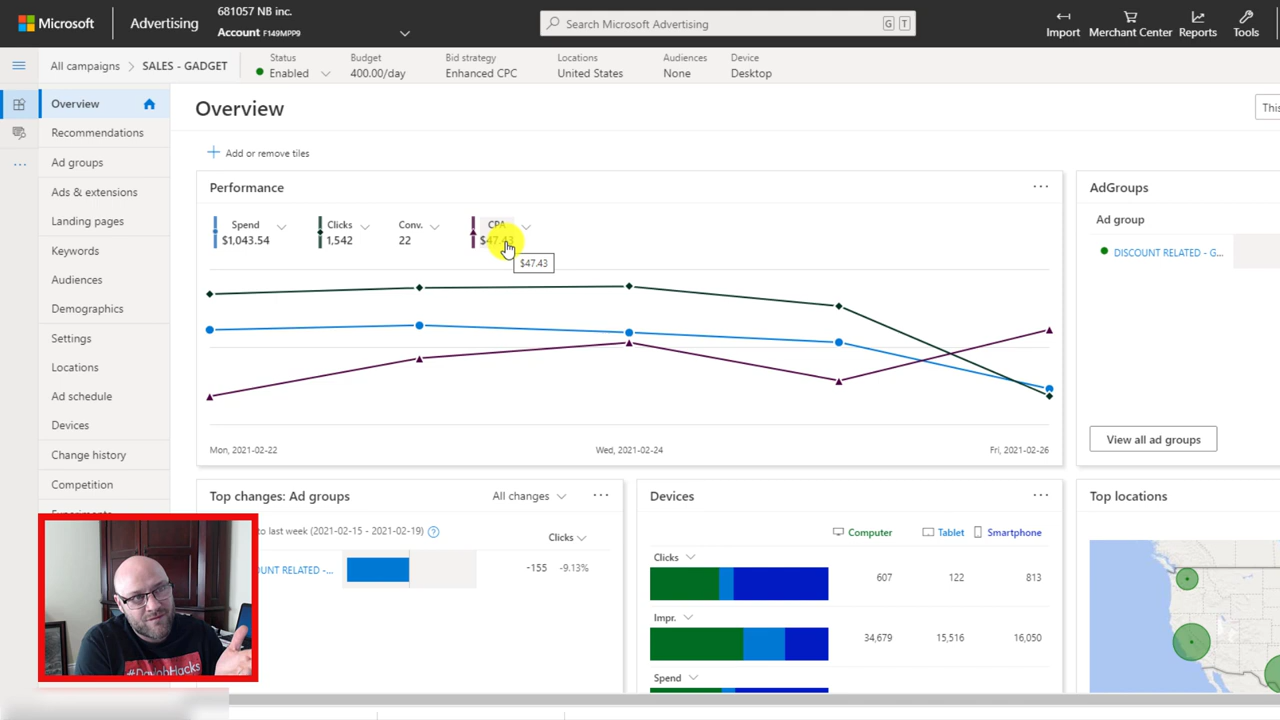 Microsoft
Advertising
681057 NB inc.
Account F149MPP9
Search Microsoft Advertising
G T
Import
Merchant Center
Reports
Tools
All campaigns
SALES - GADGET
Status
Enabled
Budget
400.00/day
Bid strategy
Enhanced CPC
Locations
United States
Audiences
None
Device
Desktop
Overview
Recommendations
Ad groups
Ads & extensions
Landing pages
Keywords
Audiences
Demographics
Settings
Locations
Ad schedule
Devices
Change history
Competition
Overview
This
Add or remove tiles
Performance
Spend
$1,043.54
Clicks
1,542
Conv.
22
CPA
$47.43
$47.43
Mon, 2021-02-22
Wed, 2021-02-24
Fri, 2021-02-26
AdGroups
Ad group
DISCOUNT RELATED - G...
View all ad groups
Top changes: Ad groups
All changes
to last week (2021-02-15 - 2021-02-19)
Clicks
UNT RELATED -...
-155
-9.13%
Devices
Computer
Tablet
Smartphone
Clicks
607
122
813
Impr.
34,679
15,516
16,050
Spend
Top locations